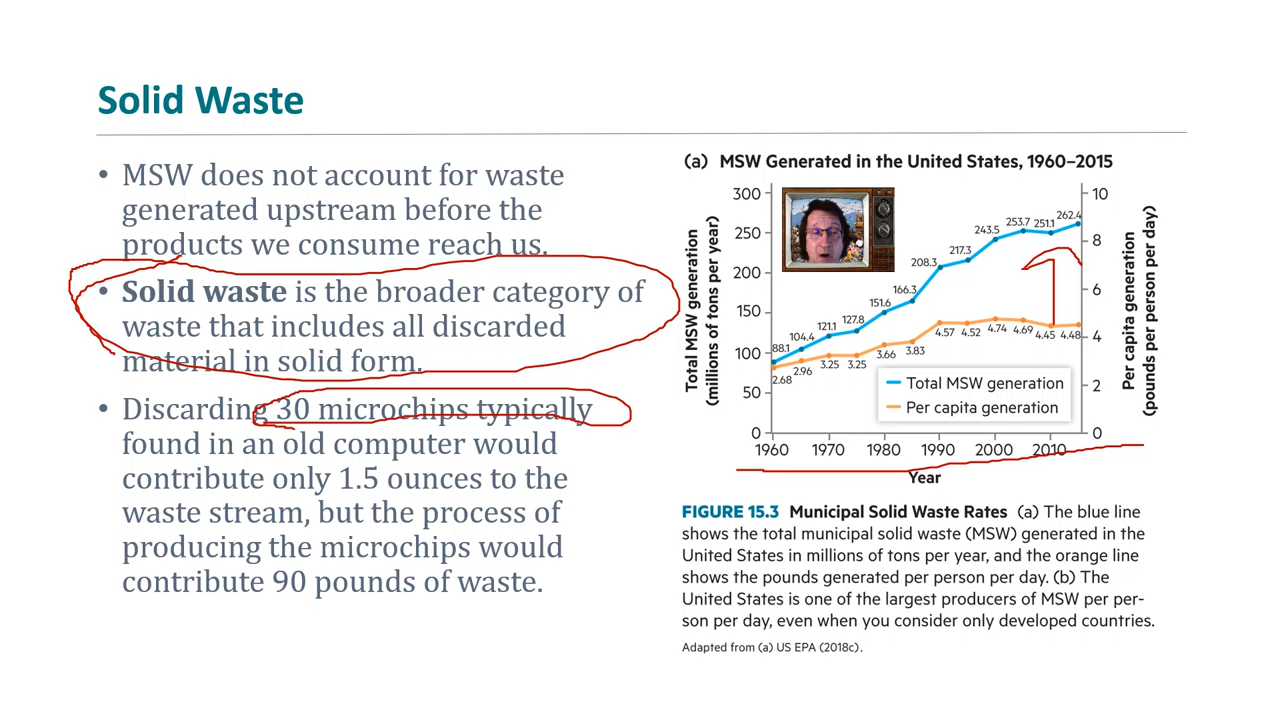 Solid Waste
• MSW does not account for waste
generated upstream before the
products we consume reach us.
• Solid waste is the broader category of
waste that includes all discarded
material in solid form.
• Discarding 30 microchips typically
found in an old computer would
contribute only 1.5 ounces to the
waste stream, but the process of
producing the microchips would
contribute 90 pounds of waste.
(a) MSW Generated in the United States, 1960–2015
Total MSW generation
(millions of tons per year)
300
250
200
150
100
50
0
88.1
104.4
121.1
127.8
151.6
166.3
208.3
217.3
243.5
253.7
251.1
262.4
2.68
2.96
3.25
3.25
3.66
3.83
4.57
4.52
4.74
4.69
4.45
4.48
Total MSW generation
Per capita generation
10
8
6
4
2
0
Per capita generation
(pounds per person per day)
1960 1970 1980 1990 2000 2010
Year
FIGURE 15.3 Municipal Solid Waste Rates (a) The blue line
shows the total municipal solid waste (MSW) generated in the
United States in millions of tons per year, and the orange line
shows the pounds generated per person per day. (b) The
United States is one of the largest producers of MSW per per-
son per day, even when you consider only developed countries.
Adapted from (a) US EPA (2018c).